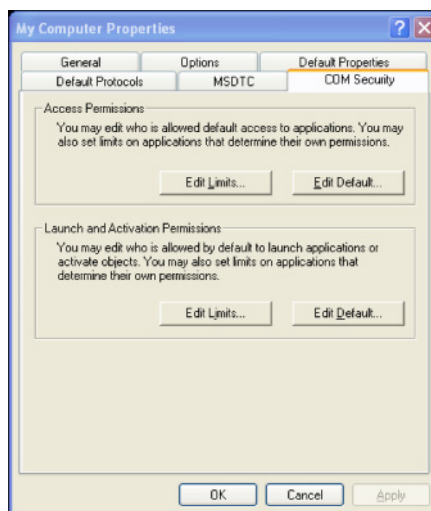 My Computer Properties
General Options Default Properties
Default Protocols MSDTC COM Security
Access Permissions
You may edit who is allowed default access to applications. You may
also set limits on applications that determine their own permissions.
Edit Limits... Edit Default...
Launch and Activation Permissions
You may edit who is allowed by default to launch applications or
activate objects. You may also set limits on applications that
determine their own permissions.
Edit Limits... Edit Default...
OK Cancel Apply